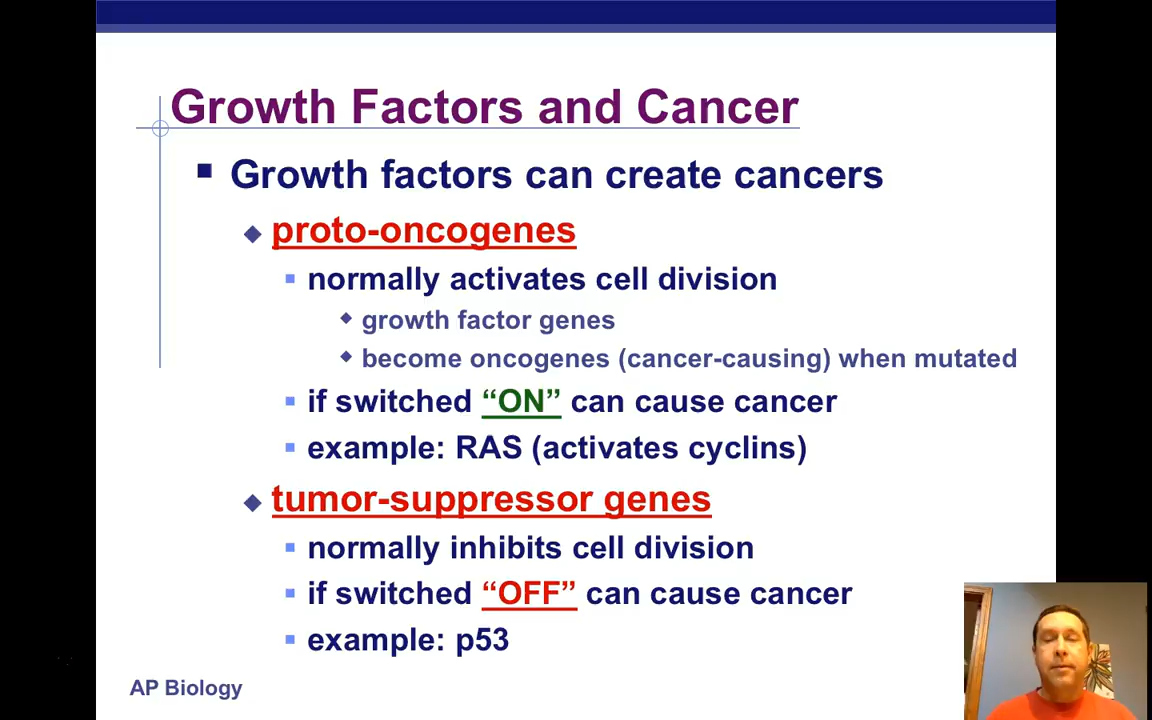 Growth Factors and Cancer
Growth factors can create cancers
proto-oncogenes
normally activates cell division
growth factor genes
become oncogenes (cancer-causing) when mutated
if switched “ON” can cause cancer
example: RAS (activates cyclins)
tumor-suppressor genes
normally inhibits cell division
if switched “OFF” can cause cancer
example: p53
AP Biology